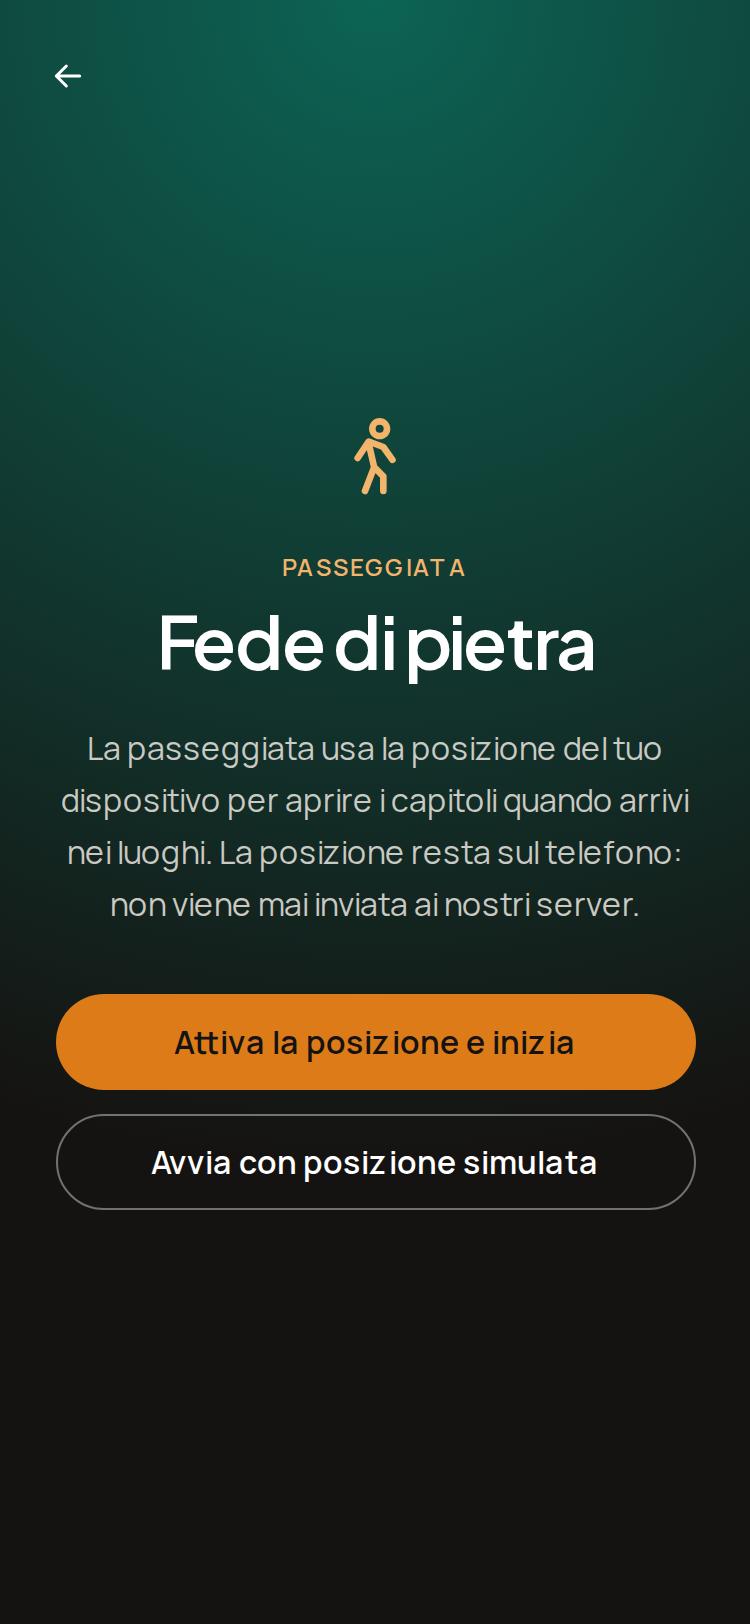 PASSEGGIATA
Fede di pietra
La passeggiata usa la posizione del tuo
dispositivo per aprire i capitoli quando arrivi
nei luoghi. La posizione resta sul telefono:
non viene mai inviata ai nostri server.
Attiva la posizione e inizia
Avvia con posizione simulata